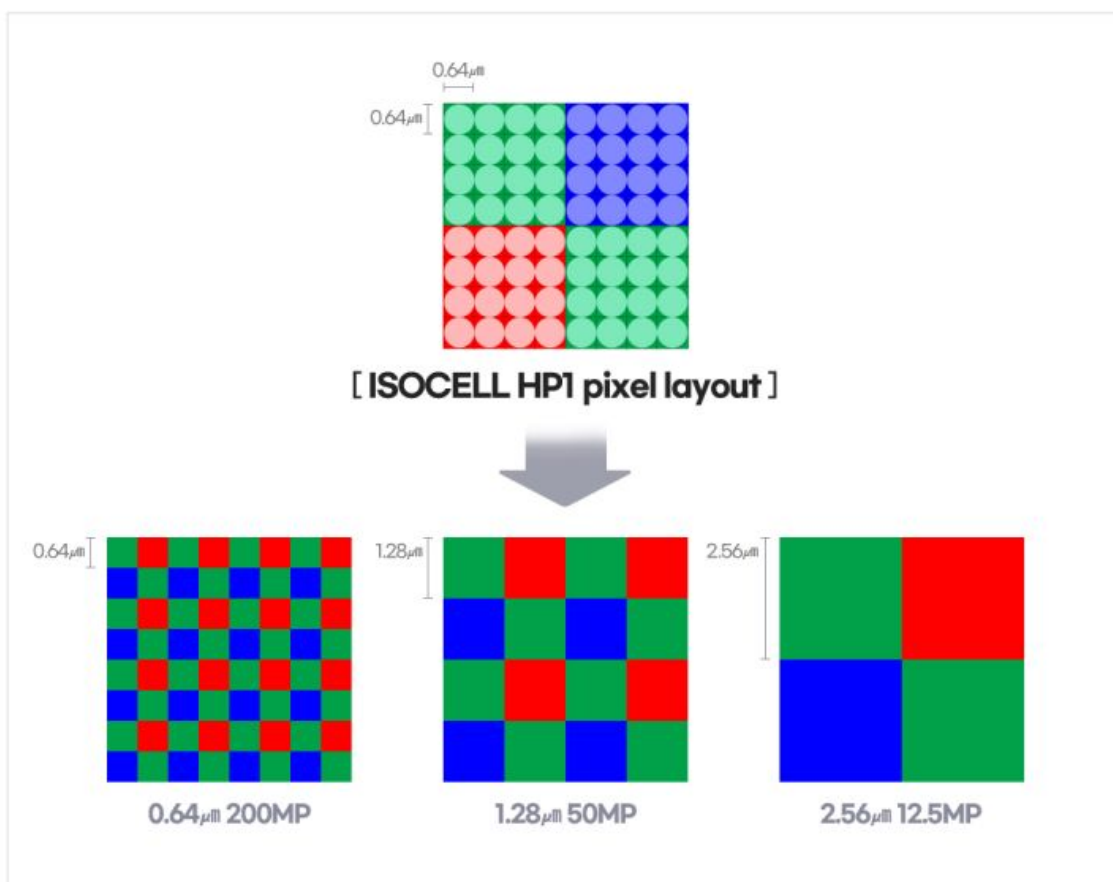 0.64㎛
0.64㎛
[ ISOCELL HP1 pixel layout ]
0.64㎛
1.28㎛
2.56㎛
0.64㎛ 200MP
1.28㎛ 50MP
2.56㎛ 12.5MP